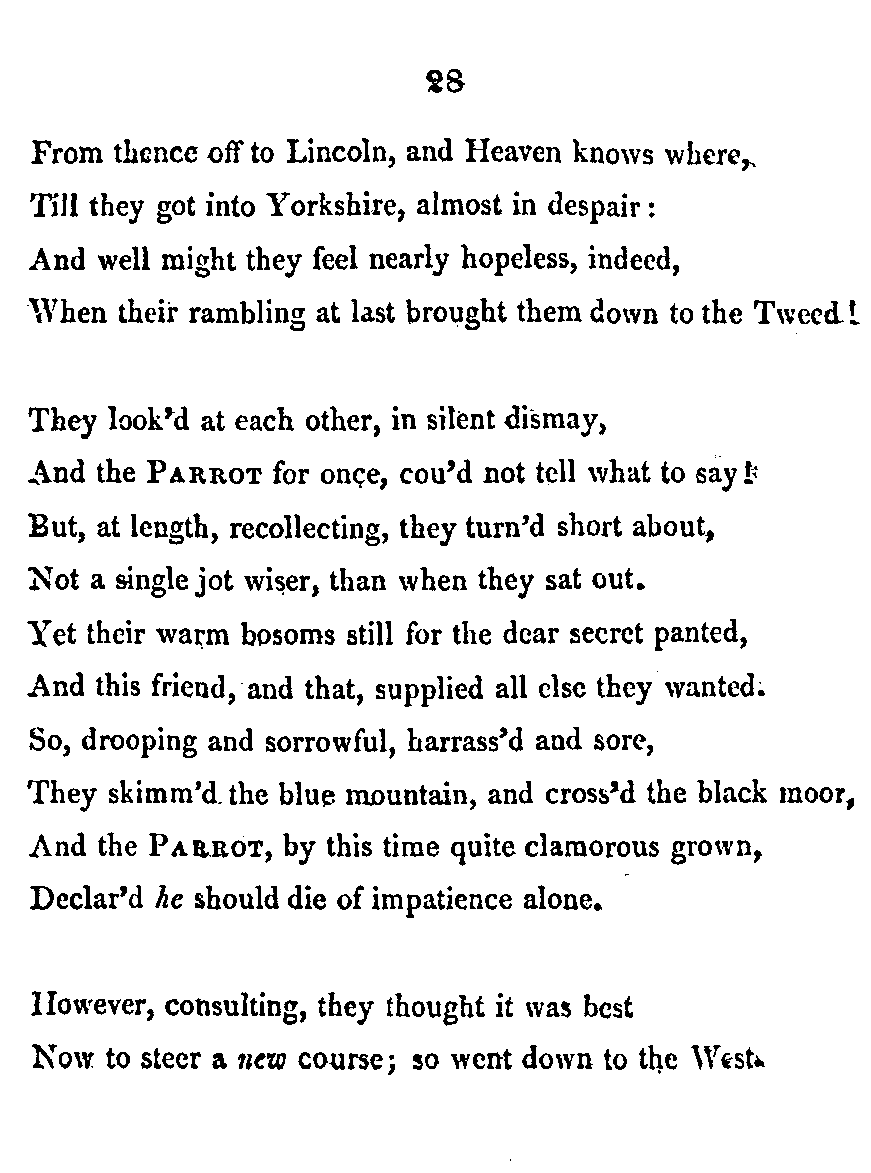 28
From thence off to Lincoln, and Heaven knows where,
Till they got into Yorkshire, almost in despair:
And well might they feel nearly hopeless, indeed,
When their rambling at last brought them down to the Tweed!
They look'd at each other, in silent dismay,
And the PARROT for once, cou'd not tell what to say!
But, at length, recollecting, they turn'd short about,
Not a single jot wiser, than when they sat out.
Yet their warm bosoms still for the dear secret panted,
And this friend, and that, supplied all else they wanted.
So, drooping and sorrowful, harrass'd and sore,
They skimm'd the blue mountain, and cross'd the black moor,
And the PARROT, by this time quite clamorous grown,
Declar'd he should die of impatience alone.
However, consulting, they thought it was best
Now to steer a new course; so went down to the West.